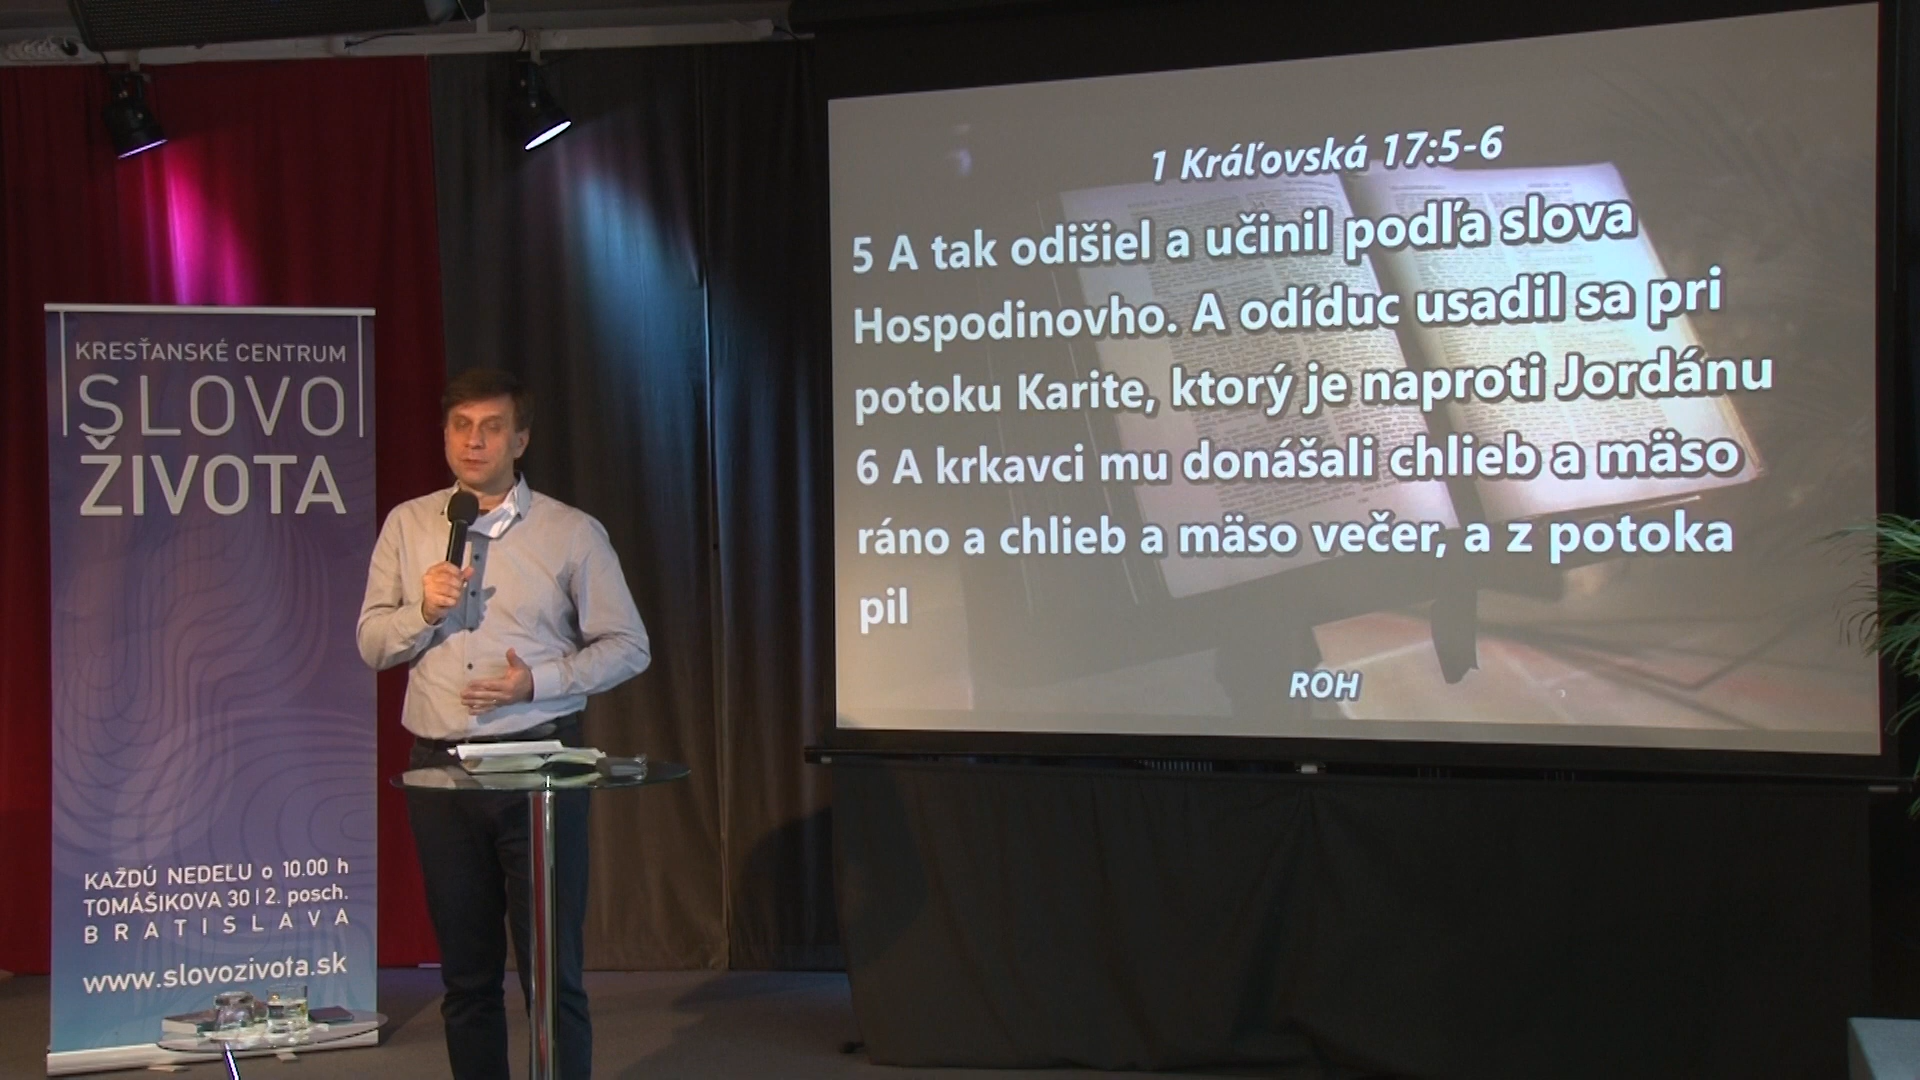 KRESŤANSKÉ CENTRUM
SLOVO
ŽIVOTA
KAŽDÚ NEDEĽU o 10.00 h
TOMÁŠIKOVA 30 | 2. posch.
BRATISLAVA
www.slovozivota.sk
1 Kráľovská 17:5-6
5 A tak odišiel a učinil podľa slova
Hospodinovho. A odíduc usadil sa pri
potoku Karite, ktorý je naproti Jordánu
6 A krkavci mu donášali chlieb a mäso
ráno a chlieb a mäso večer, a z potoka
pil
ROH